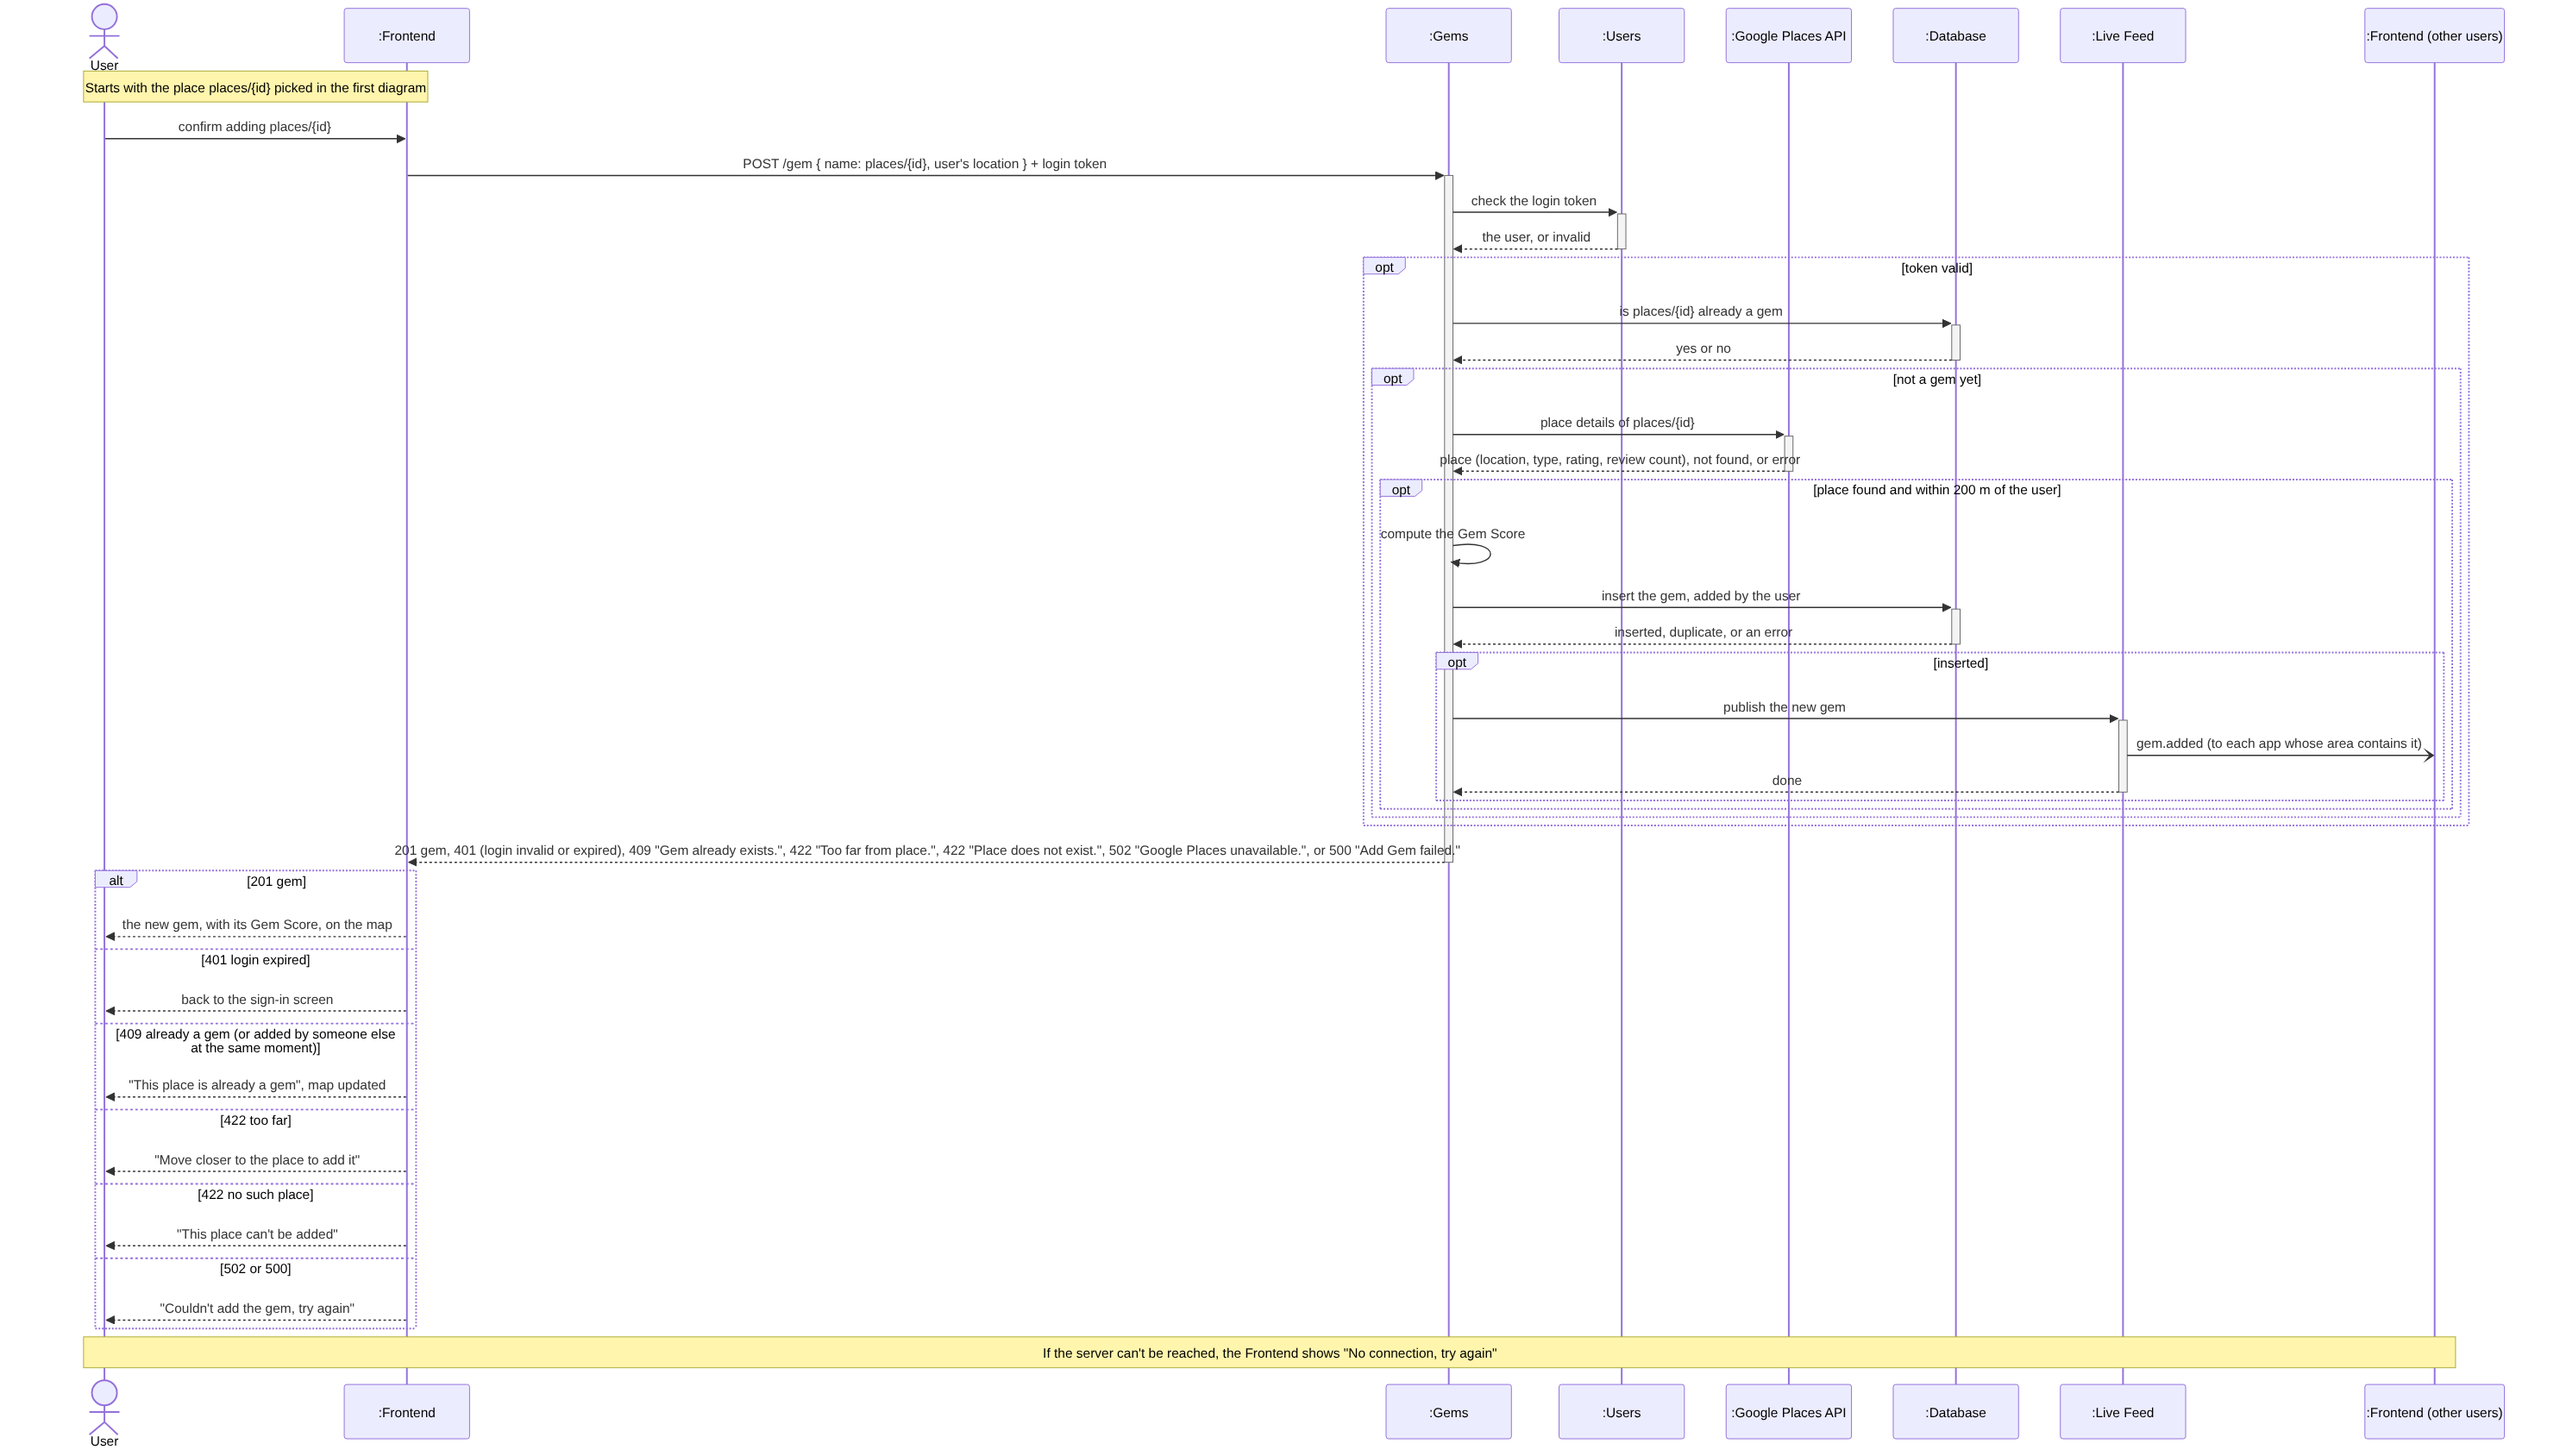 User
:Frontend
:Gems
:Users
:Google Places API
:Database
:Live Feed
:Frontend (other users)
Starts with the place places/{id} picked in the first diagram
confirm adding places/{id}
POST /gem { name: places/{id}, user's location } + login token
check the login token
the user, or invalid
opt
[token valid]
is places/{id} already a gem
yes or no
opt
[not a gem yet]
place details of places/{id}
place (location, type, rating, review count), not found, or error
opt
[place found and within 200 m of the user]
compute the Gem Score
insert the gem, added by the user
inserted, duplicate, or an error
opt
[inserted]
publish the new gem
gem.added (to each app whose area contains it)
done
201 gem, 401 (login invalid or expired), 409 "Gem already exists.", 422 "Too far from place.", 422 "Place does not exist.", 502 "Google Places unavailable.", or 500 "Add Gem failed."
alt
[201 gem]
the new gem, with its Gem Score, on the map
[401 login expired]
back to the sign-in screen
[409 already a gem (or added by someone else
at the same moment)]
"This place is already a gem", map updated
[422 too far]
"Move closer to the place to add it"
[422 no such place]
"This place can't be added"
[502 or 500]
"Couldn't add the gem, try again"
If the server can't be reached, the Frontend shows "No connection, try again"
User
:Frontend
:Gems
:Users
:Google Places API
:Database
:Live Feed
:Frontend (other users)